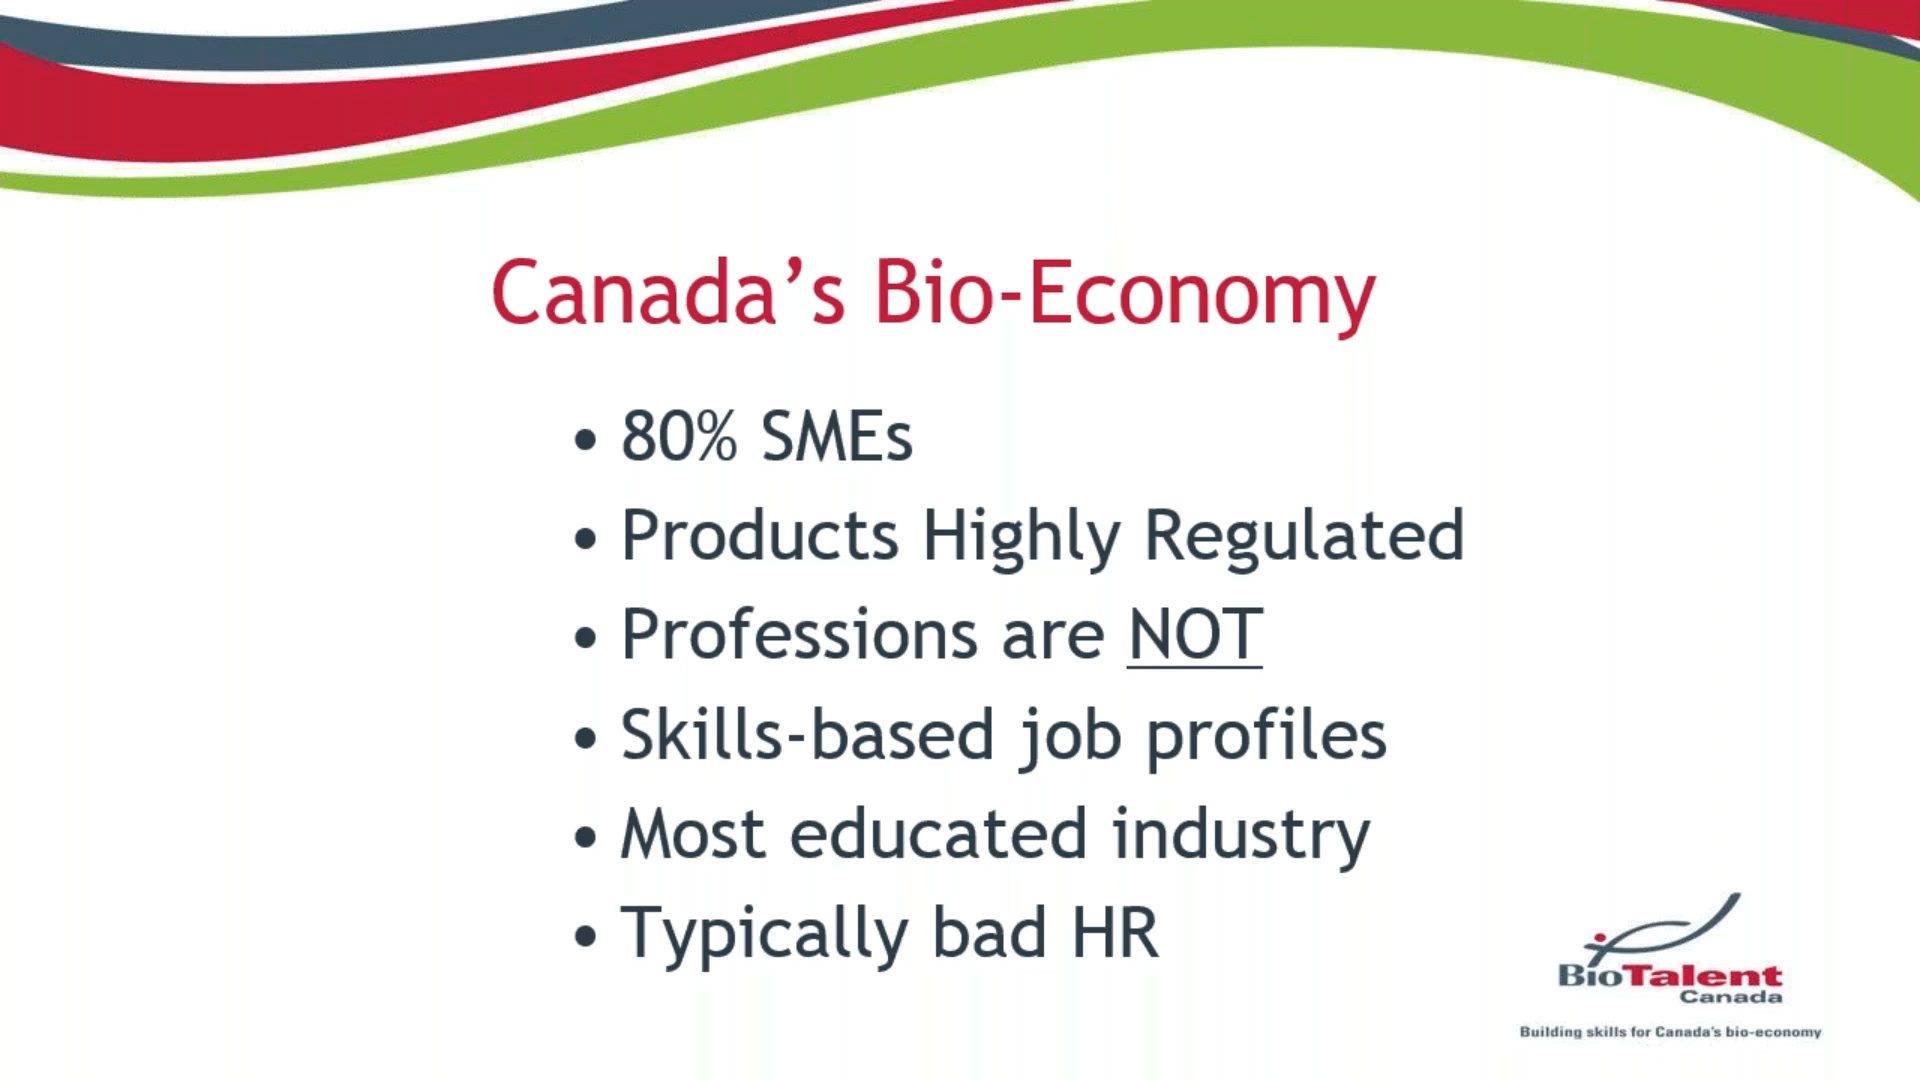 Canada’s Bio-Economy
• 80% SMEs
• Products Highly Regulated
• Professions are NOT
• Skills-based job profiles
• Most educated industry
• Typically bad HR
BioTalent
Canada
Building skills for Canada's bio-economy